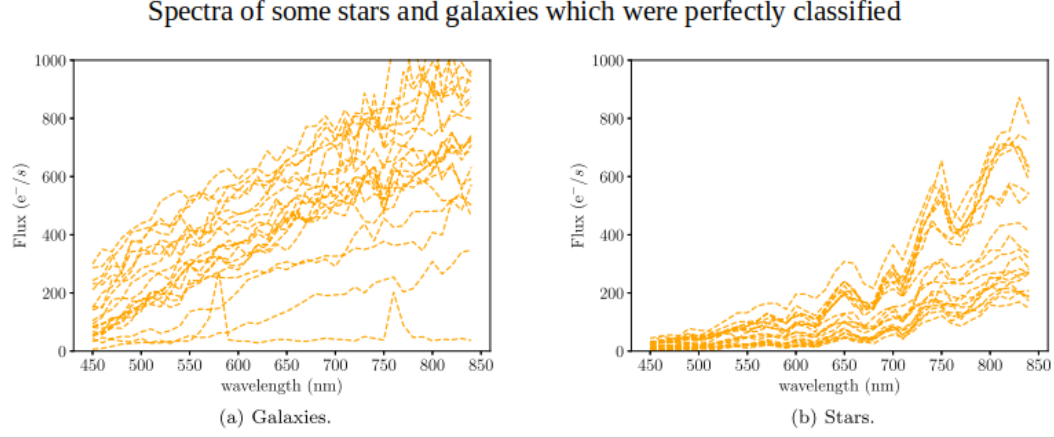 Spectra of some stars and galaxies which were perfectly classified
1000
800
600
400
200
0
Flux (e⁻/s)
450 500 550 600 650 700 750 800 850
wavelength (nm)
(a) Galaxies.
1000
800
600
400
200
0
Flux (e⁻/s)
450 500 550 600 650 700 750 800 850
wavelength (nm)
(b) Stars.